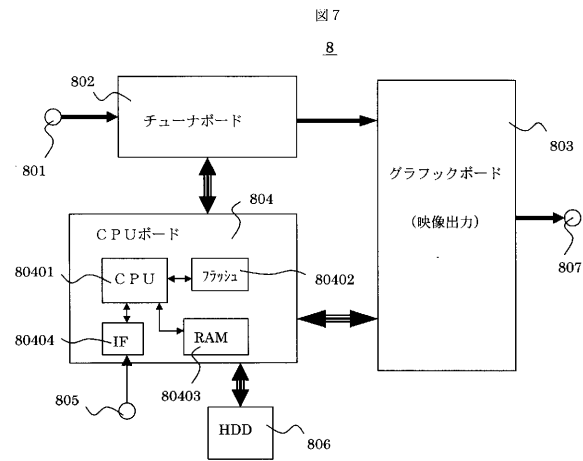 図7
8
802
チューナボード
801
803
グラフックボード
(映像出力)
807
804
CPUボード
80401
CPU
フラッシュ
80402
80404
IF
RAM
80403
805
HDD
806